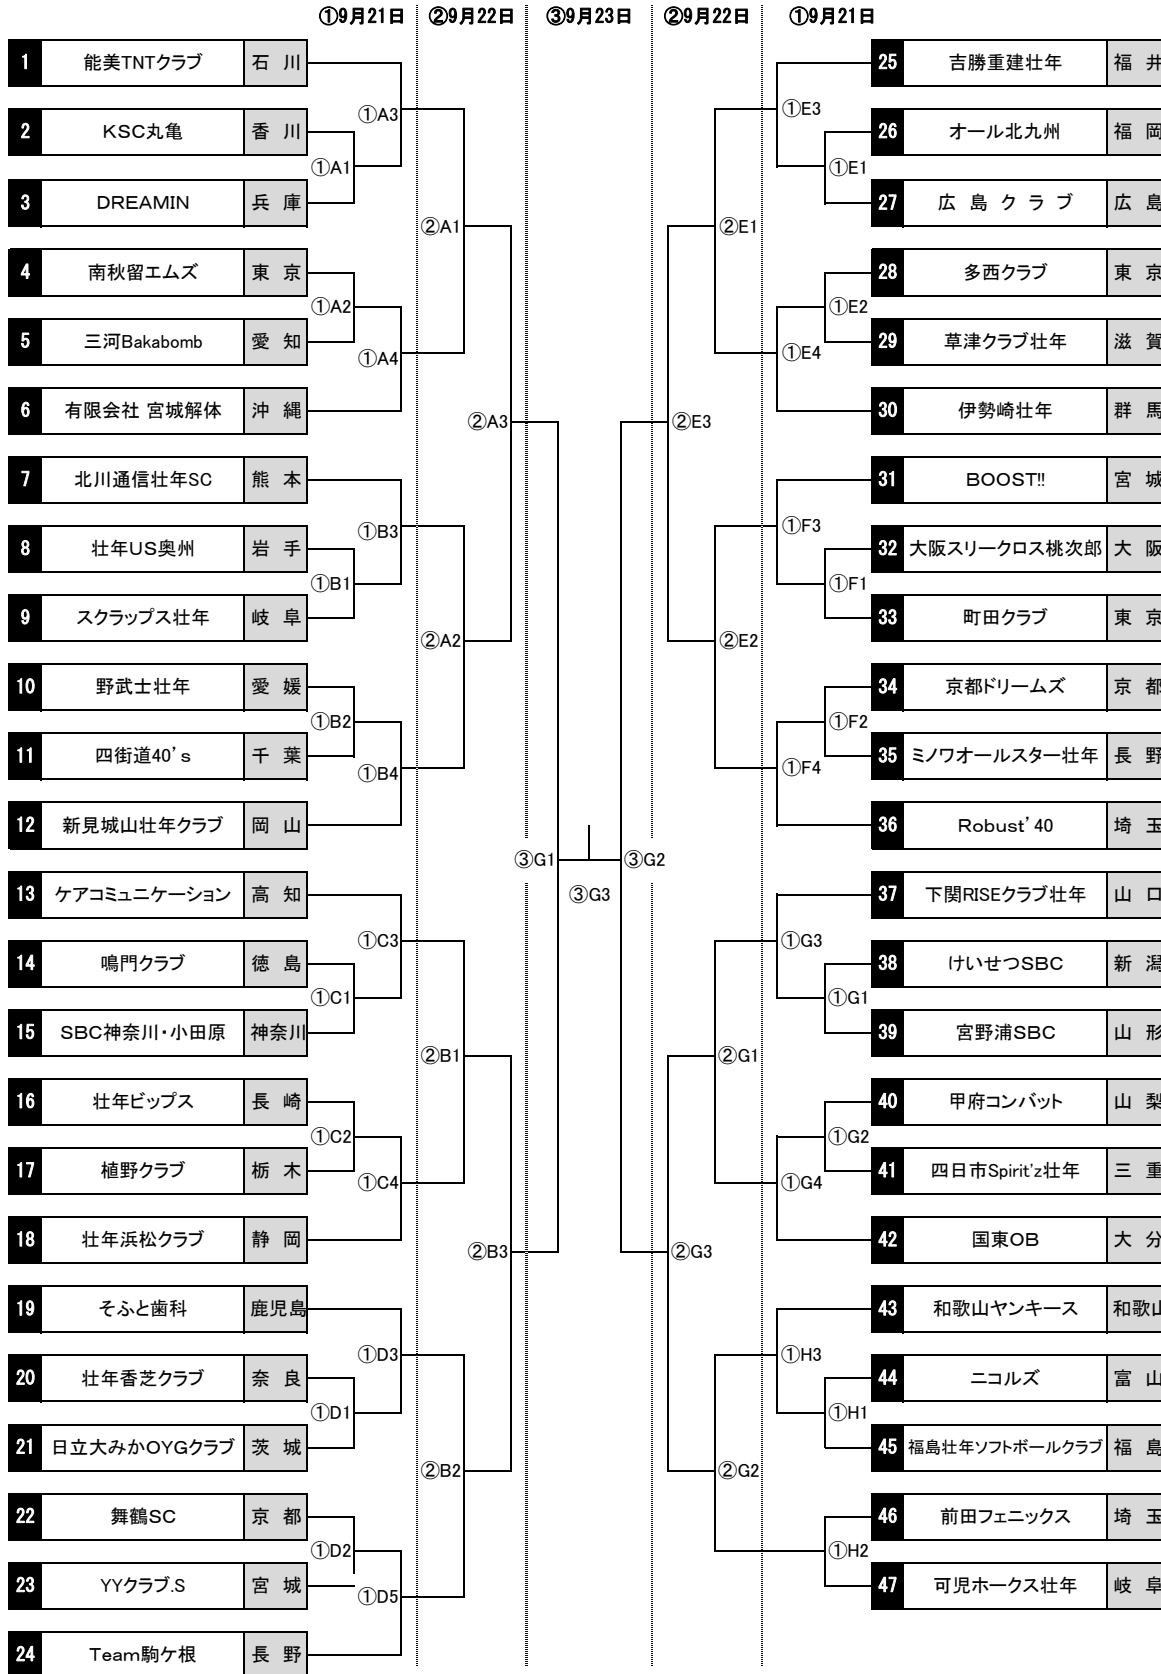 ①9月21日 ②9月22日 ③9月23日 ②9月22日 ①9月21日
1 能美TNTクラブ 石川
①A3
2 KSC丸亀 香川
①A1
3 DREAMIN 兵庫
②A1
4 南秋留エムズ 東京
①A2
5 三河Bakabomb 愛知
①A4
6 有限会社 宮城解体 沖縄
②A3
7 北川通信壮年SC 熊本
①B3
8 壮年US奥州 岩手
①B1
9 スクラップス壮年 岐阜
②A2
10 野武士壮年 愛媛
①B2
11 四街道40's 千葉
①B4
12 新見城山壮年クラブ 岡山
③G1
13 ケアコミュニケーション 高知
①C3
14 鳴門クラブ 徳島
①C1
15 SBC神奈川・小田原 神奈川
②B1
16 壮年ビップス 長崎
①C2
17 植野クラブ 栃木
①C4
18 壮年浜松クラブ 静岡
②B3
19 そふと歯科 鹿児島
①D3
20 壮年香芝クラブ 奈良
①D1
21 日立大みかOYGクラブ 茨城
②B2
22 舞鶴SC 京都
①D2
23 YYクラブ.S 宮城
①D5
24 Team駒ケ根 長野
③G3
25 吉勝重建壮年 福井
①E3
26 オール北九州 福岡
①E1
27 広島クラブ 広島
②E1
28 多西クラブ 東京
①E2
29 草津クラブ壮年 滋賀
①E4
30 伊勢崎壮年 群馬
②E3
31 BOOST!! 宮城
①F3
32 大阪スリークロス桃次郎 大阪
①F1
33 町田クラブ 東京
②E2
34 京都ドリームズ 京都
①F2
35 ミノワオールスター壮年 長野
①F4
36 Robust'40 埼玉
③G2
37 下関RISEクラブ壮年 山口
①G3
38 けいせつSBC 新潟
①G1
39 宮野浦SBC 山形
②G1
40 甲府コンバット 山梨
①G2
41 四日市Spirit'z壮年 三重
①G4
42 国東OB 大分
②G3
43 和歌山ヤンキース 和歌山
①H3
44 ニコルズ 富山
①H1
45 福島壮年ソフトボールクラブ 福島
②G2
46 前田フェニックス 埼玉
①H2
47 可児ホークス壮年 岐阜